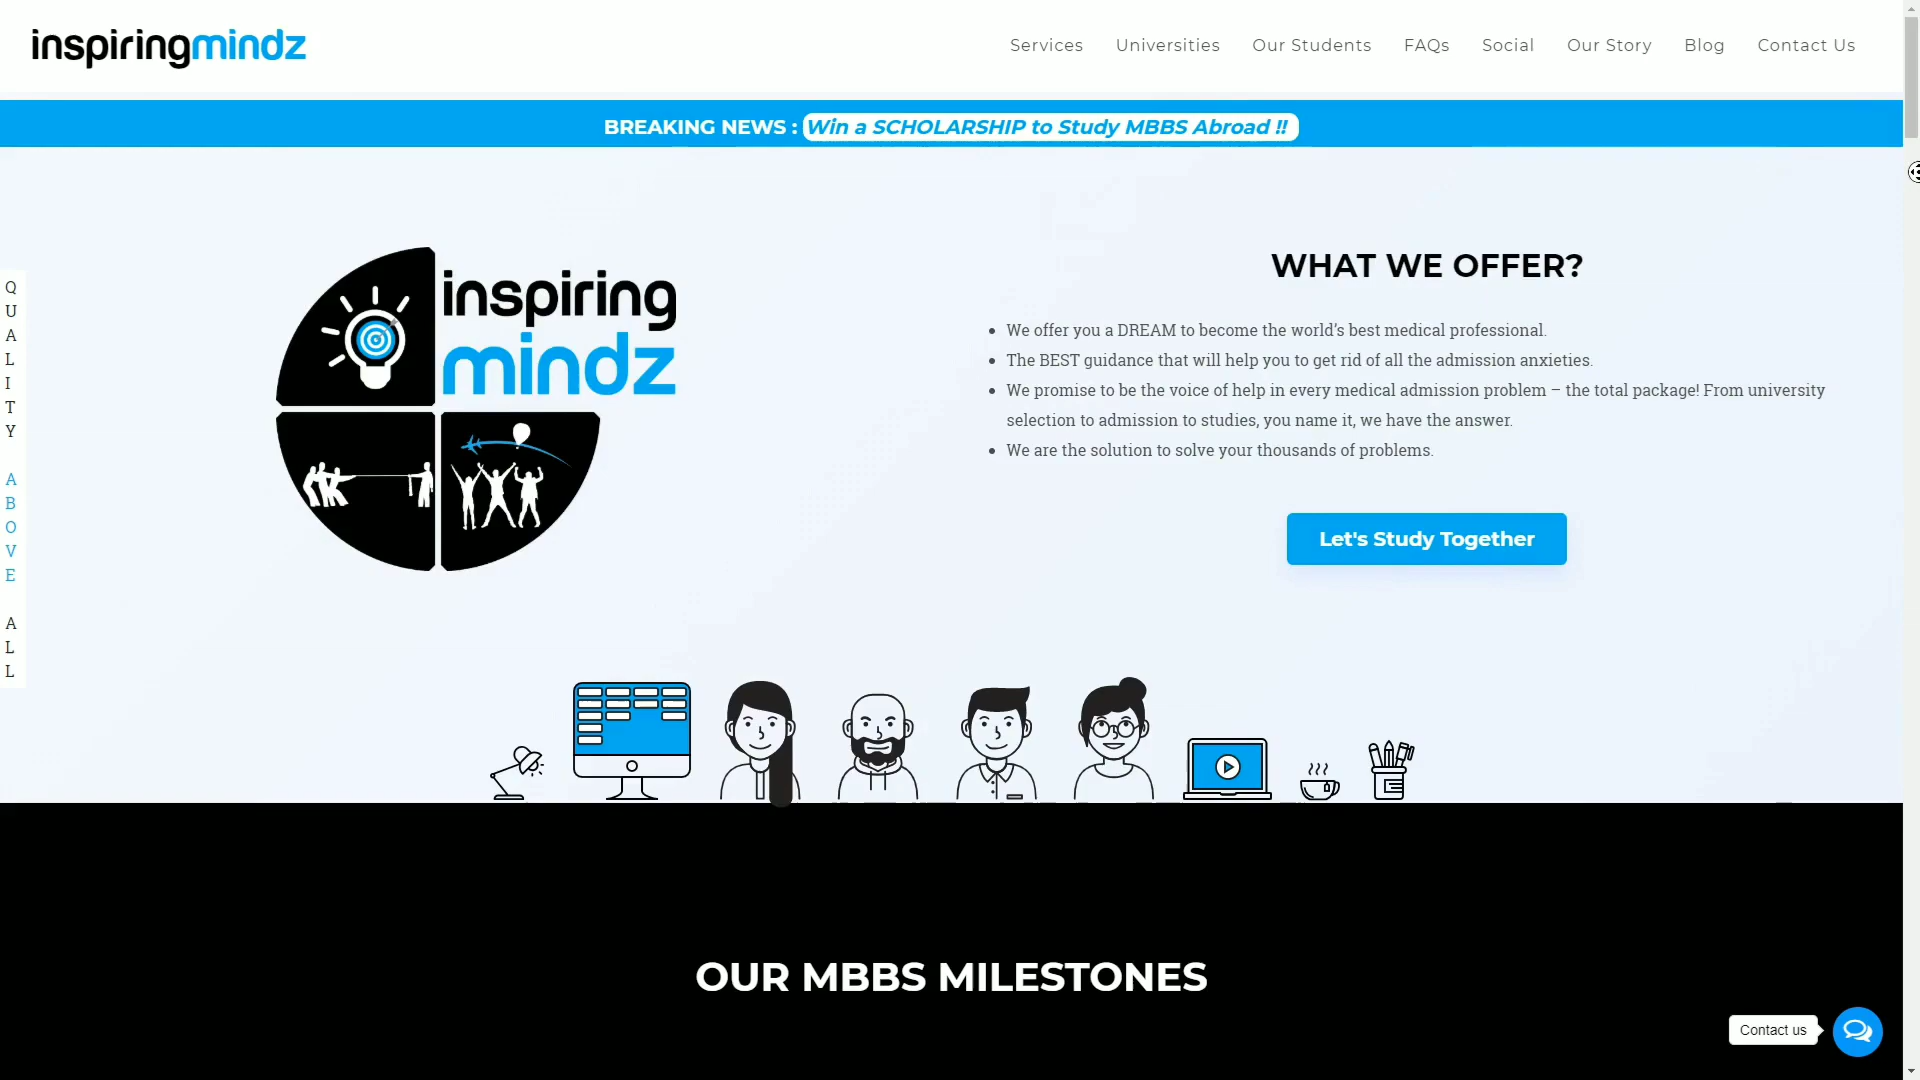 inspiringmindz
Services Universities Our Students FAQs Social Our Story Blog Contact Us
BREAKING NEWS : Win a SCHOLARSHIP to Study MBBS Abroad !!
QUALITY ABOVE ALL
inspiring
mindz
WHAT WE OFFER?
We offer you a DREAM to become the world’s best medical professional.
The BEST guidance that will help you to get rid of all the admission anxieties.
We promise to be the voice of help in every medical admission problem – the total package! From university
selection to admission to studies, you name it, we have the answer.
We are the solution to solve your thousands of problems.
Let's Study Together
OUR MBBS MILESTONES
Contact us